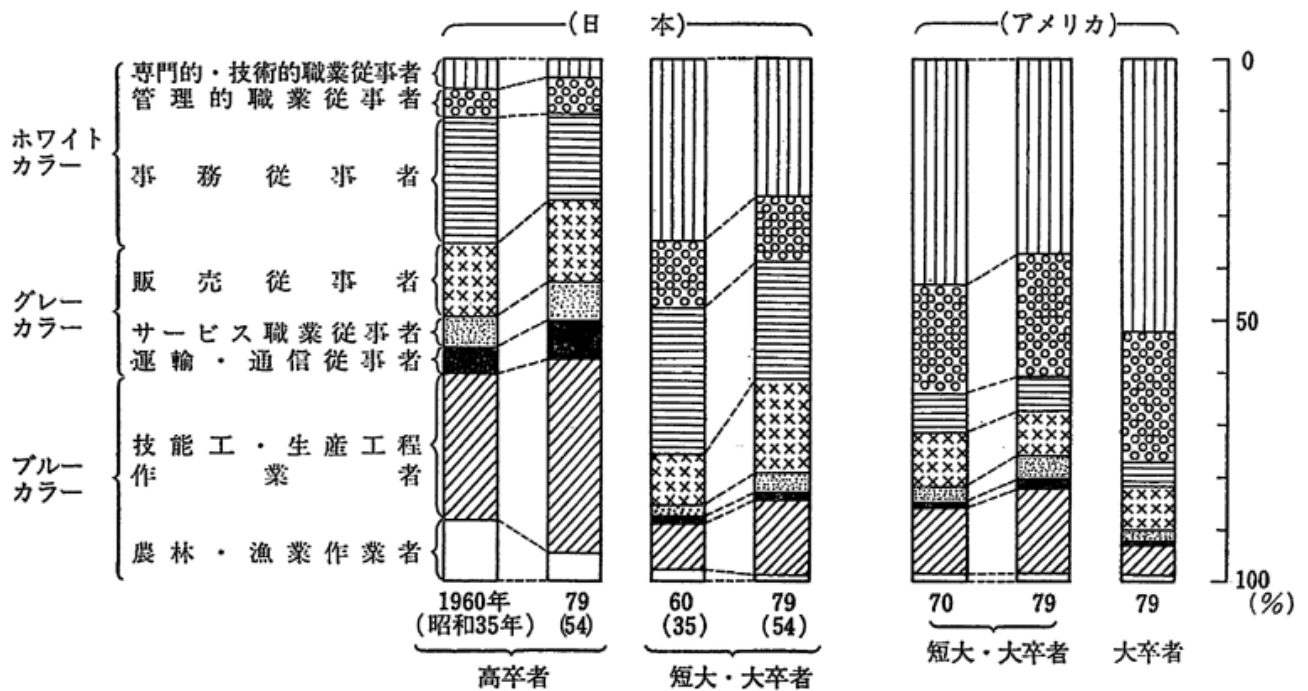 (日本)
(アメリカ)
ホワイト
カラー
専門的・技術的職業従事者
管理的職業従事者
事務従事者
グレー
カラー
販売従事者
サービス職業従事者
運輸・通信従事者
ブルー
カラー
技能工・生産工程
作業者
農林・漁業作業者
0
50
100
(%)
1960年 79 60 79 70 79 79
(昭和35年) (54) (35) (54)
高卒者 短大・大卒者 短大・大卒者 大卒者